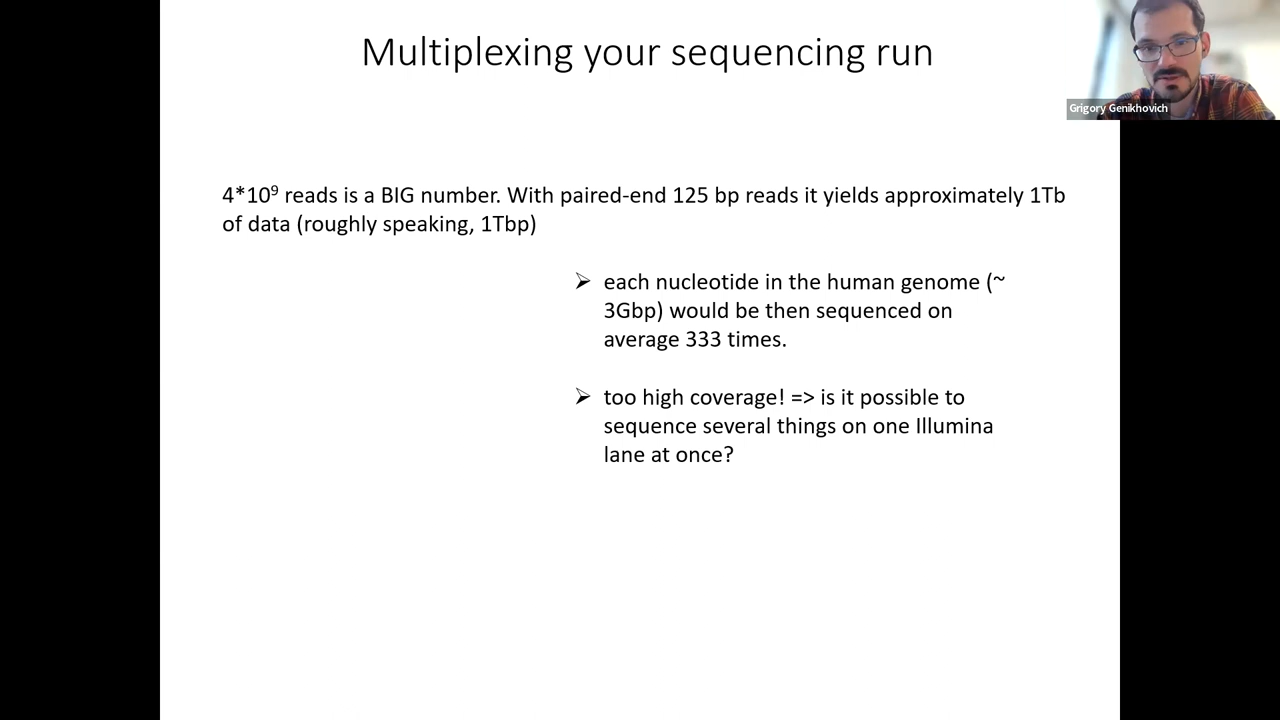 Multiplexing your sequencing run
Grigory Genikhovich
4*10⁹ reads is a BIG number. With paired-end 125 bp reads it yields approximately 1Tb
of data (roughly speaking, 1Tbp)
➢ each nucleotide in the human genome (~
3Gbp) would be then sequenced on
average 333 times.
➢ too high coverage! => is it possible to
sequence several things on one Illumina
lane at once?